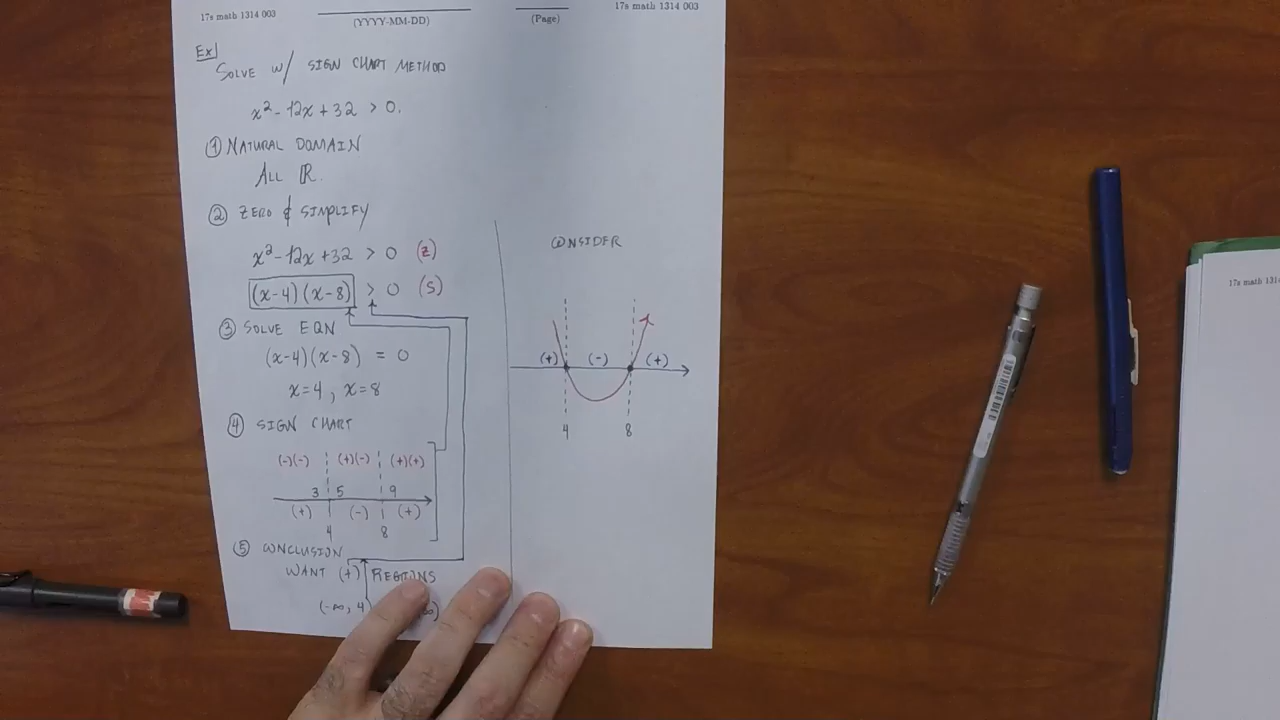 17s math 1314 003
(YYYY-MM-DD)
(Page)
17s math 1314 003
Ex
SOLVE W/ SIGN CHART METHOD
x² - 12x + 32 > 0.
① NATURAL DOMAIN
ALL ℝ.
② ZERO & SIMPLIFY
x² - 12x + 32 > 0 (Z)
(x-4)(x-8) > 0 (S)
③ SOLVE EQN
(x-4)(x-8) = 0
x=4, x=8
④ SIGN CHART
(-)(-) (+)(-) (+)(+)
3 5 9
(+) (-) (+)
4 8
⑤ CONCLUSION
WANT (+) REGIONS
(-∞, 4)
CONSIDER
(+) (-) (+)
4 8
17s math 1